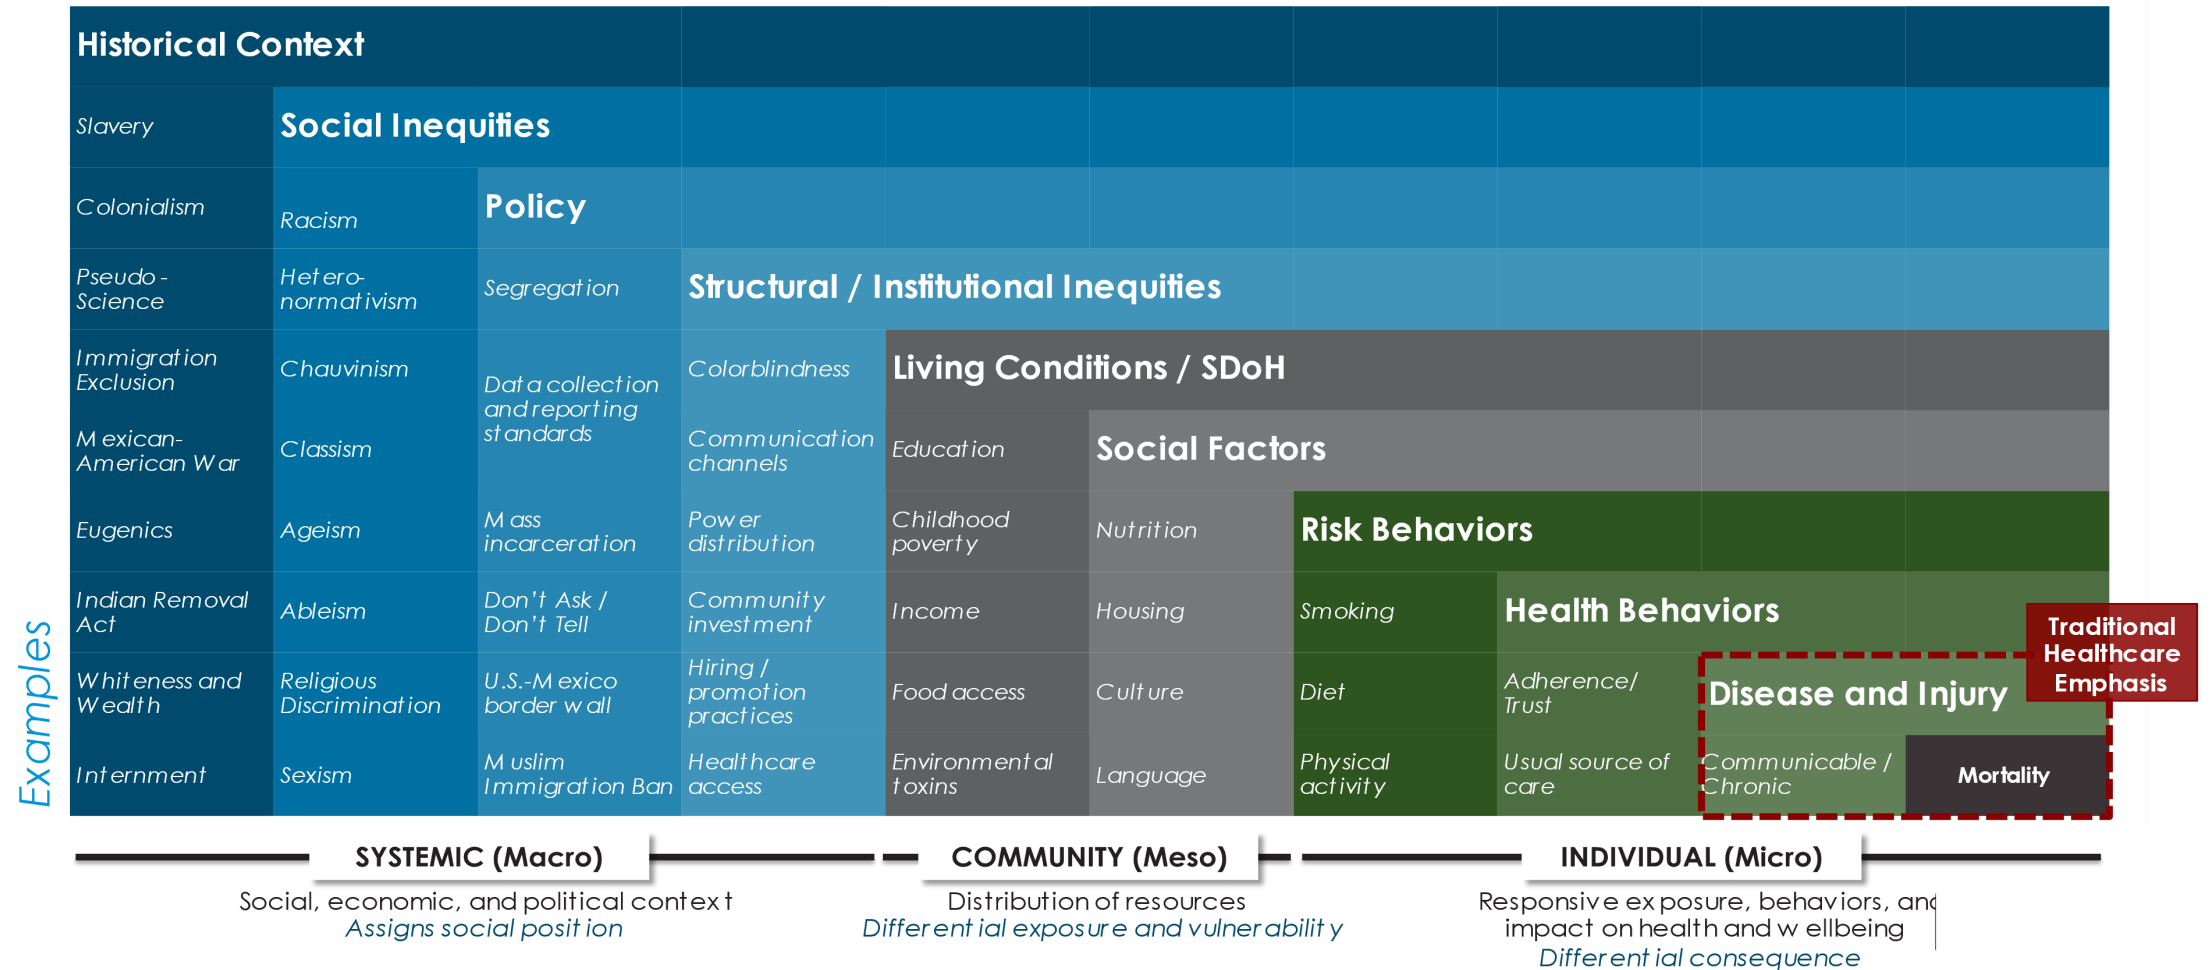 Historical Context
Slavery
Social Inequities
Colonialism
Racism
Policy
Pseudo-
Science
Hetero-
normativism
Segregation
Structural / Institutional Inequities
Immigration
Exclusion
Chauvinism
Data collection
and reporting
standards
Colorblindness
Living Conditions / SDoH
Mexican-
American War
Classism
Communication
channels
Education
Social Factors
Eugenics
Ageism
Mass
incarceration
Power
distribution
Childhood
poverty
Nutrition
Risk Behaviors
Indian Removal
Act
Ableism
Don't Ask /
Don't Tell
Community
investment
Income
Housing
Smoking
Health Behaviors
Traditional
Healthcare
Emphasis
Whiteness and
Wealth
Religious
Discrimination
U.S.-Mexico
border wall
Hiring /
promotion
practices
Food access
Culture
Diet
Adherence/
Trust
Disease and Injury
Internment
Sexism
Muslim
Immigration Ban
Healthcare
access
Environmental
toxins
Language
Physical
activity
Usual source of
care
Communicable /
Chronic
Mortality
Examples
SYSTEMIC (Macro)
Social, economic, and political context
Assigns social position
COMMUNITY (Meso)
Distribution of resources
Differential exposure and vulnerability
INDIVIDUAL (Micro)
Responsive exposure, behaviors, and
impact on health and wellbeing
Differential consequence